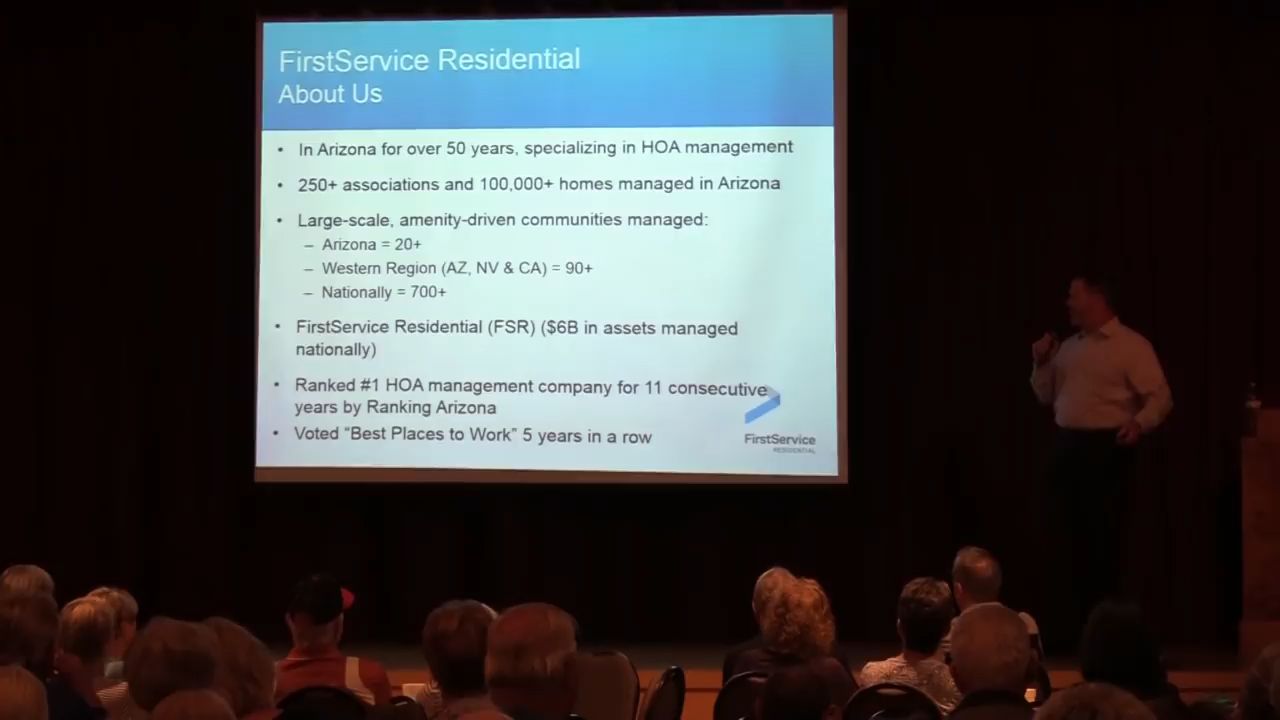 FirstService Residential
About Us
• In Arizona for over 50 years, specializing in HOA management
• 250+ associations and 100,000+ homes managed in Arizona
• Large-scale, amenity-driven communities managed:
– Arizona = 20+
– Western Region (AZ, NV & CA) = 90+
– Nationally = 700+
• FirstService Residential (FSR) ($6B in assets managed
nationally)
• Ranked #1 HOA management company for 11 consecutive
years by Ranking Arizona
• Voted “Best Places to Work” 5 years in a row
FirstService
RESIDENTIAL